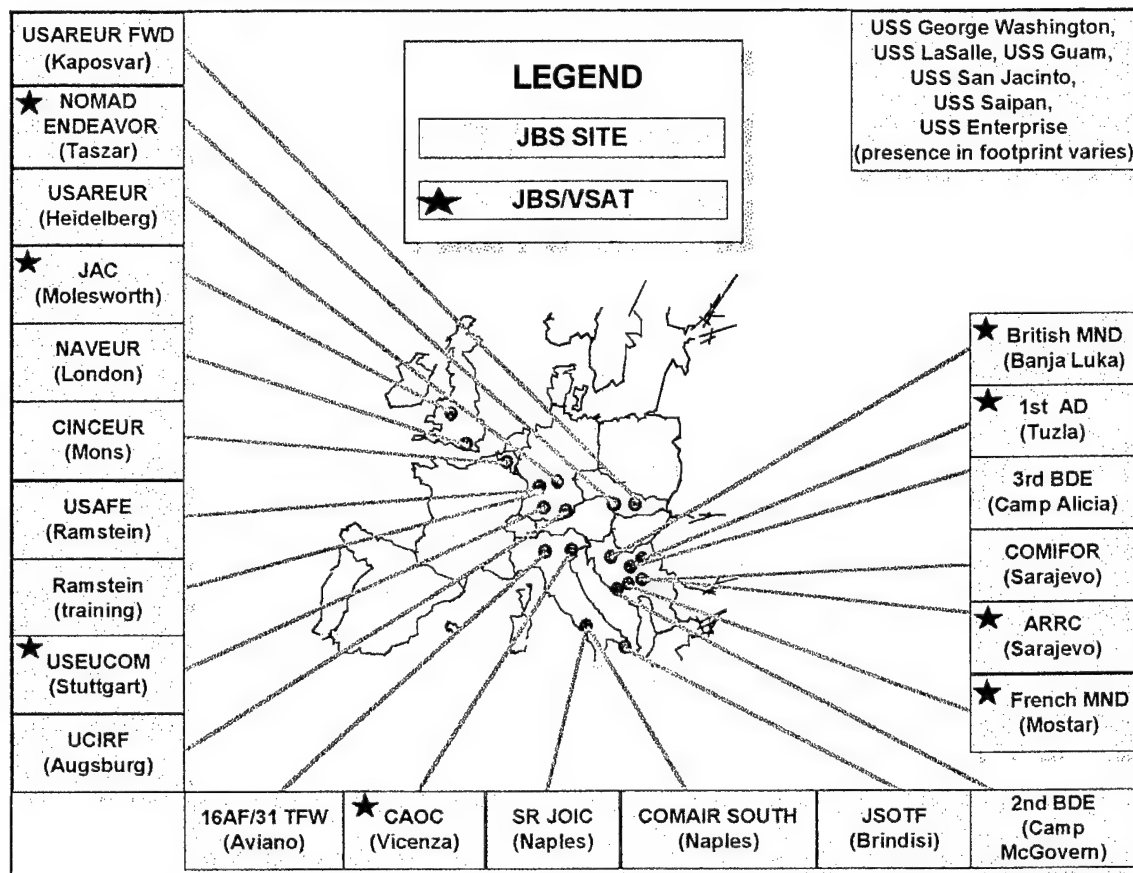 USAREUR FWD
(Kaposvar)
NOMAD
ENDEAVOR
(Taszar)
USAREUR
(Heidelberg)
JAC
(Molesworth)
NAVEUR
(London)
CINCEUR
(Mons)
USAFE
(Ramstein)
Ramstein
(training)
USEUCOM
(Stuttgart)
UCIRF
(Augsburg)
LEGEND
JBS SITE
JBS/VSAT
USS George Washington,
USS LaSalle, USS Guam,
USS San Jacinto,
USS Saipan,
USS Enterprise
(presence in footprint varies)
British MND
(Banja Luka)
1st AD
(Tuzla)
3rd BDE
(Camp Alicia)
COMIFOR
(Sarajevo)
ARRC
(Sarajevo)
French MND
(Mostar)
16AF/31 TFW
(Aviano)
CAOC
(Vicenza)
SR JOIC
(Naples)
COMAIR SOUTH
(Naples)
JSOTF
(Brindisi)
2nd BDE
(Camp
McGovern)